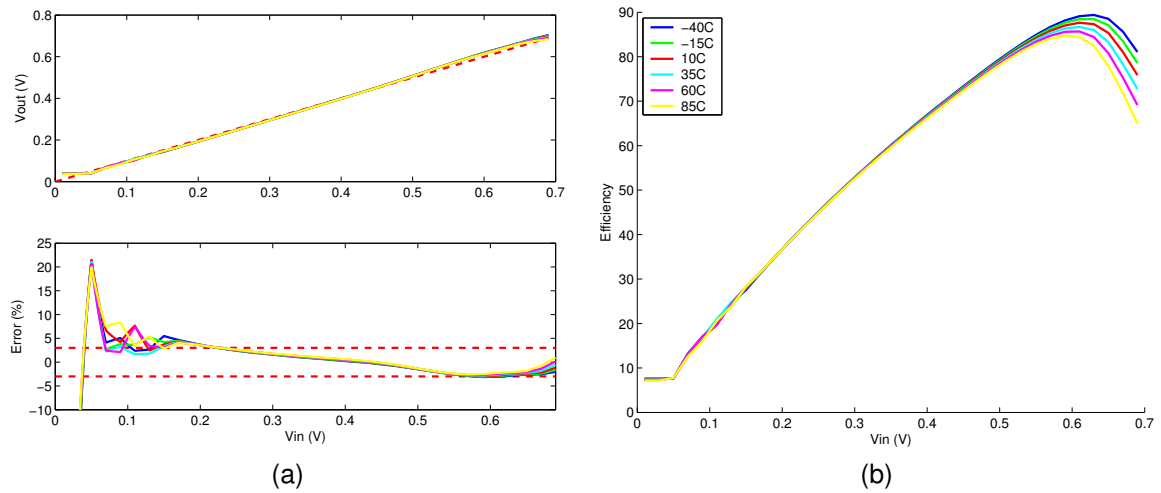 0.8
0.6
0.4
0.2
0
Vout (V)
0 0.1 0.2 0.3 0.4 0.5 0.6 0.7
25
20
15
10
5
0
−5
−10
Error (%)
0 0.1 0.2 0.3 0.4 0.5 0.6
Vin (V)
(a)
90
80
70
60
50
40
30
20
10
0
Efficiency
−40C
−15C
10C
35C
60C
85C
0 0.1 0.2 0.3 0.4 0.5 0.6 0.7
Vin (V)
(b)